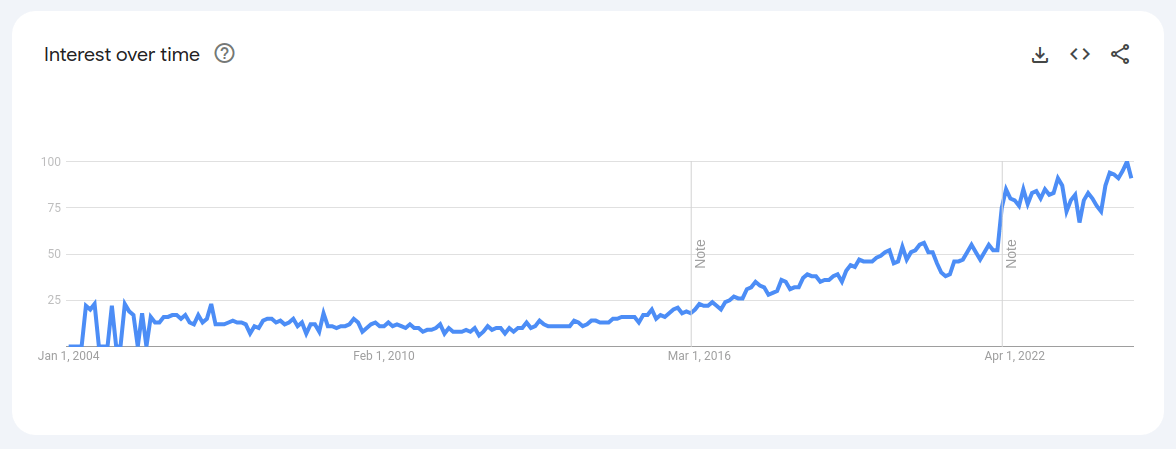 Interest over time
100
75
50
25
Note
Note
Jan 1, 2004
Feb 1, 2010
Mar 1, 2016
Apr 1, 2022